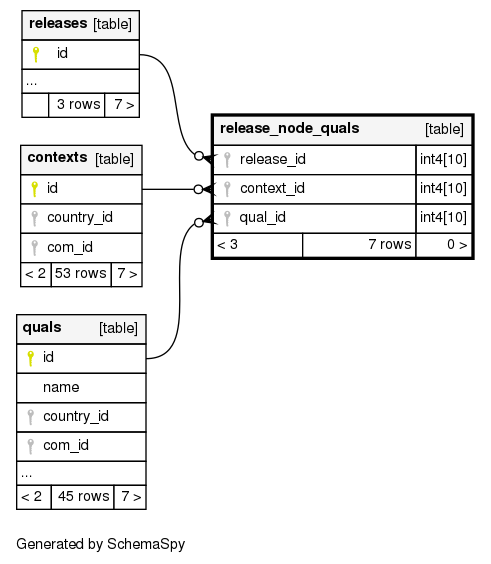 releases [table]
id
...
3 rows 7 >
contexts [table]
id
country_id
com_id
< 2 53 rows 7 >
quals [table]
id
name
country_id
com_id
...
< 2 45 rows 7 >
release_node_quals [table]
release_id int4[10]
context_id int4[10]
qual_id int4[10]
< 3 7 rows 0 >
Generated by SchemaSpy